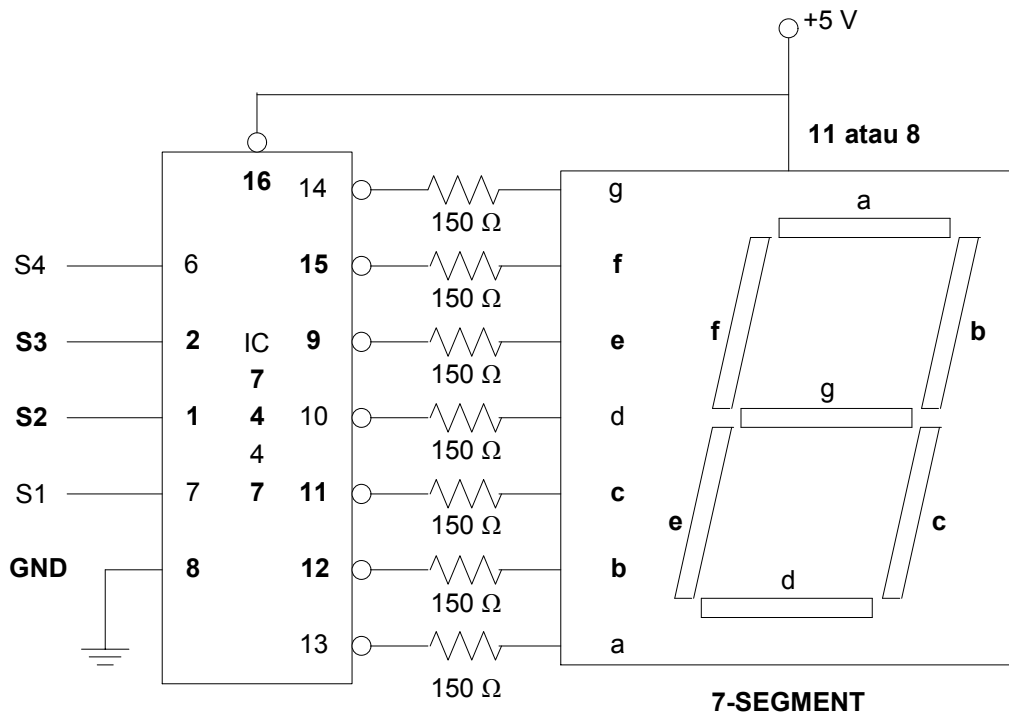 +5 V
11 atau 8
16 14 150 Ω g
a
S4 6 15 150 Ω f
S3 2 IC 9 150 Ω e
f b
7
g
S2 1 4 10 150 Ω d
4
S1 7 7 11 150 Ω c
e c
GND 8 12 150 Ω b
d
13 150 Ω a
7-SEGMENT